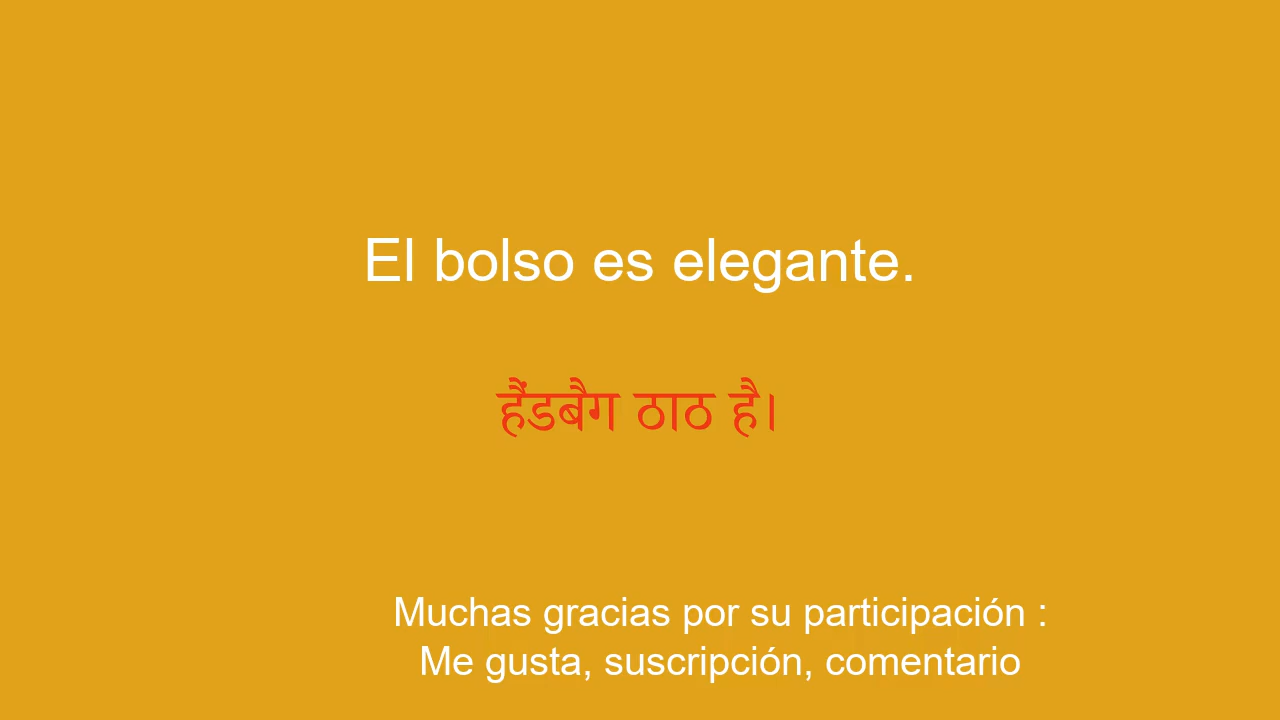 El bolso es elegante.
हैंडबैग ठाठ है।
Muchas gracias por su participación :
Me gusta, suscripción, comentario